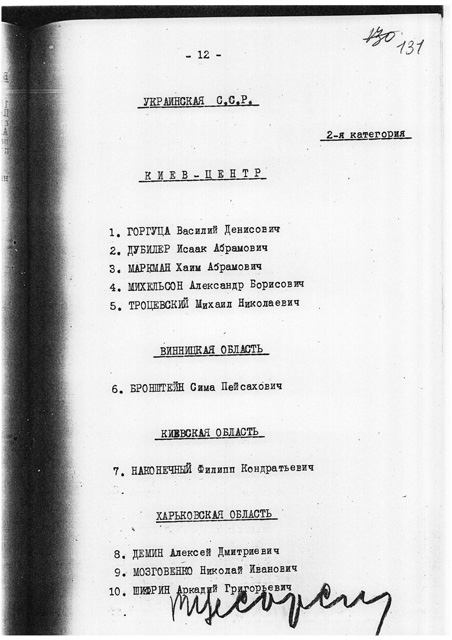 130
131
- 12 -
УКРАИНСКАЯ С.С.Р.
2-я категория
КИЕВ-ЦЕНТР
1. ГОРГУЦА Василий Денисович
2. ДУБИЛЕР Исаак Абрамович
3. МАРКМАН Хаим Абрамович
4. МИХЕЛЬСОН Александр Борисович
5. ТРОЦЕВСКИЙ Михаил Николаевич
ВИННИЦКАЯ ОБЛАСТЬ
6. БРОНШТЕЙН Сима Пейсахович
КИЕВСКАЯ ОБЛАСТЬ
7. НАКОНЕЧНЫЙ Филипп Кондратьевич
ХАРЬКОВСКАЯ ОБЛАСТЬ
8. ДЕМИН Алексей Дмитриевич
9. МОЗГОВЕНКО Николай Иванович
10. ШИФРИН Аркадий Григорьевич